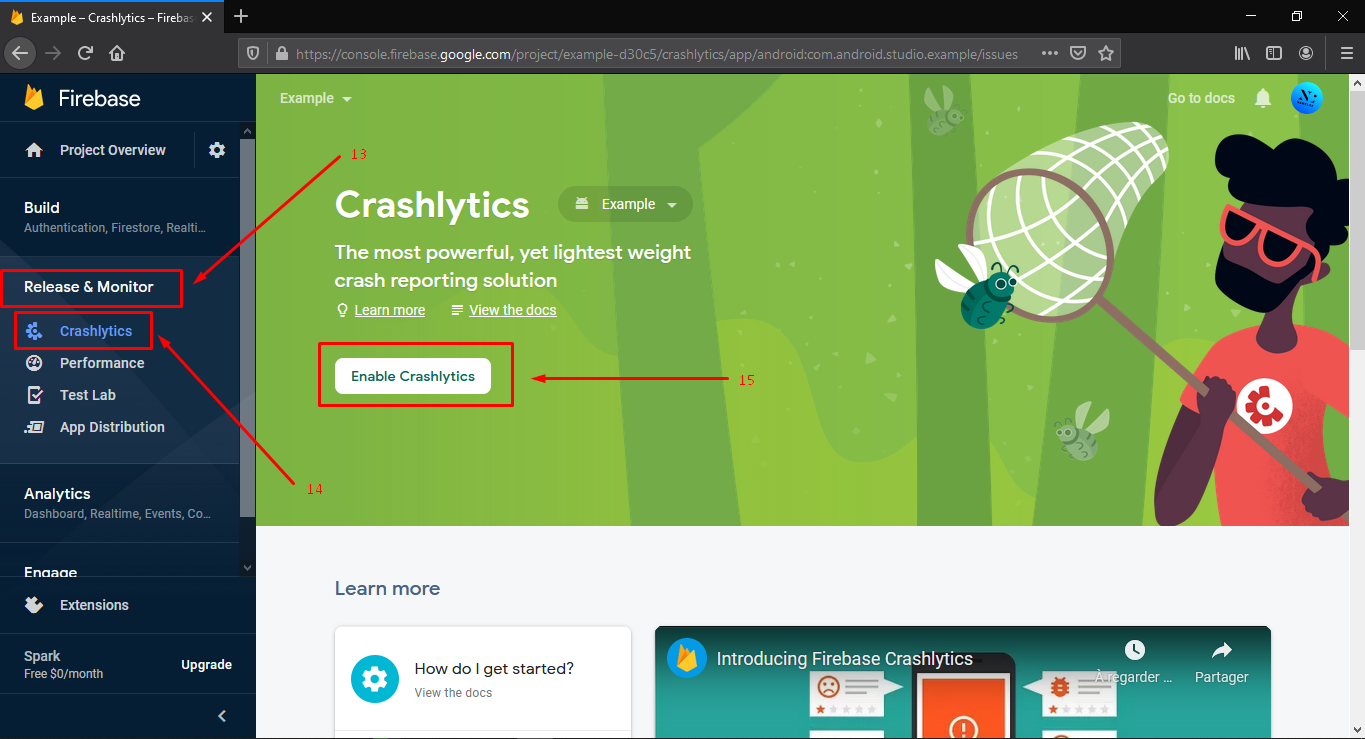 Example – Crashlytics – Firebas
https://console.firebase.google.com/project/example-d30c5/crashlytics/app/android:com.android.studio.example/issues
Firebase
Project Overview
Build
Authentication, Firestore, Realti...
Release & Monitor
Crashlytics
Performance
Test Lab
App Distribution
Analytics
Dashboard, Realtime, Events, Co...
Engage
Extensions
Spark
Free $0/month
Upgrade
Example
Go to docs
13
Crashlytics
Example
The most powerful, yet lightest weight
crash reporting solution
Learn more
View the docs
Enable Crashlytics
15
14
Learn more
How do I get started?
View the docs
Introducing Firebase Crashlytics
À regarder ...
Partager